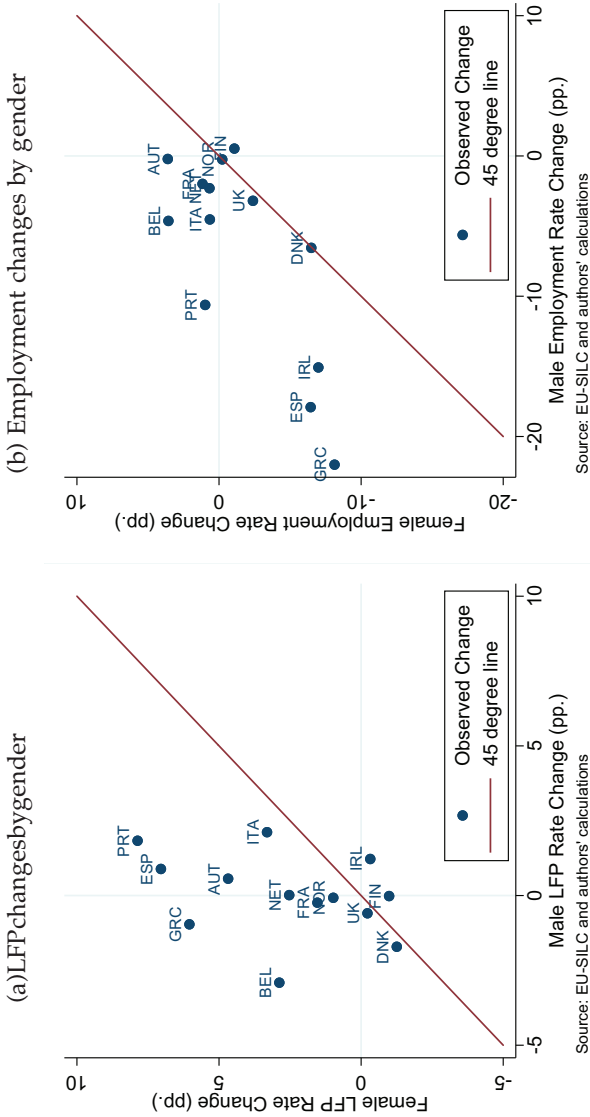 (a)LFPchangesbygender
Female LFP Rate Change (pp.)
10
5
0
-5
PRT
ESP
GRC
AUT
ITA
NET
BEL
FRA
NOR
IRL
UK
FIN
DNK
Observed Change
45 degree line
-5
0
5
10
Male LFP Rate Change (pp.)
Source: EU-SILC and authors' calculations
(b) Employment changes by gender
Female Employment Rate Change (pp.)
10
0
-10
-20
BEL
AUT
FRA
NET
ITA
NOR
FIN
PRT
UK
DNK
IRL
ESP
GRC
Observed Change
45 degree line
-20
-10
0
10
Male Employment Rate Change (pp.)
Source: EU-SILC and authors' calculations